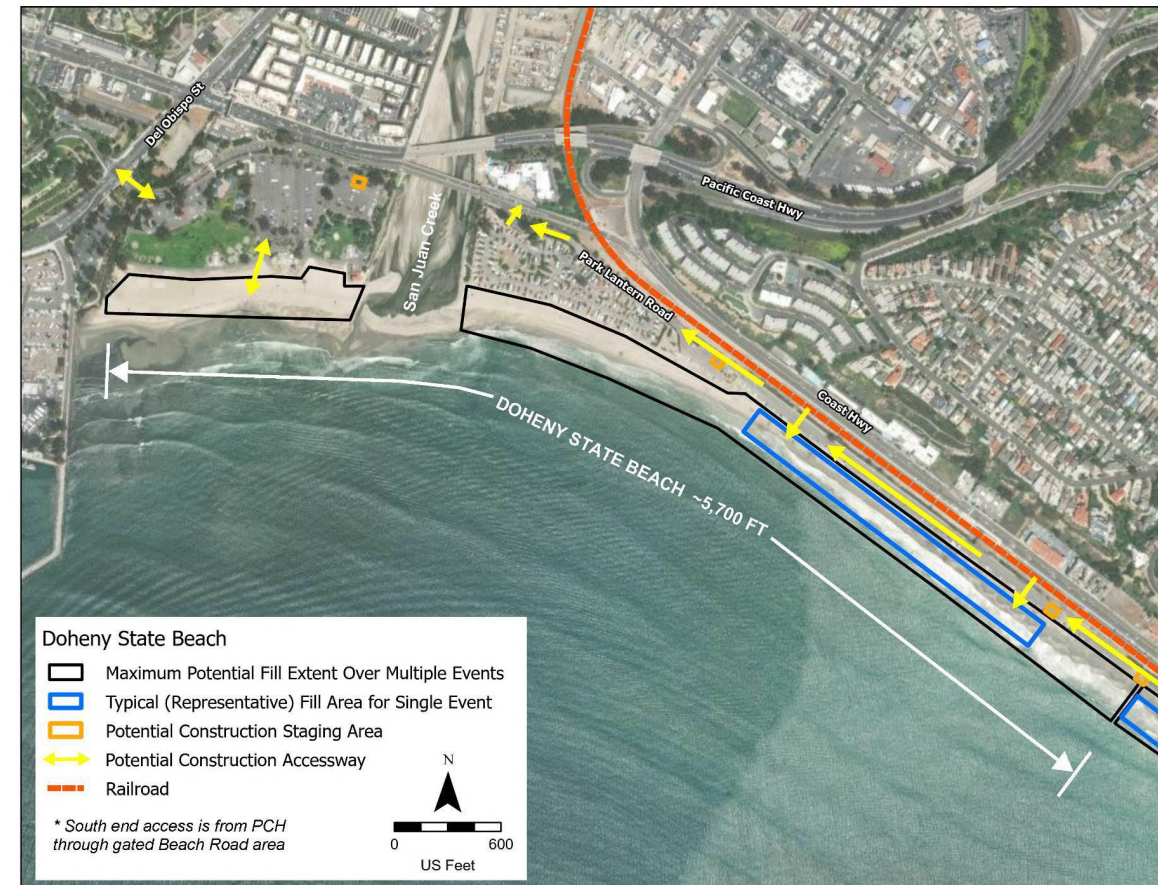 Del Obispo St
San Juan Creek
Pacific Coast Hwy
Park Lantern Road
Coast Hwy
DOHENY STATE BEACH ~5,700 FT
Doheny State Beach
Maximum Potential Fill Extent Over Multiple Events
Typical (Representative) Fill Area for Single Event
Potential Construction Staging Area
Potential Construction Accessway
Railroad
* South end access is from PCH
through gated Beach Road area
N
0 600
US Feet